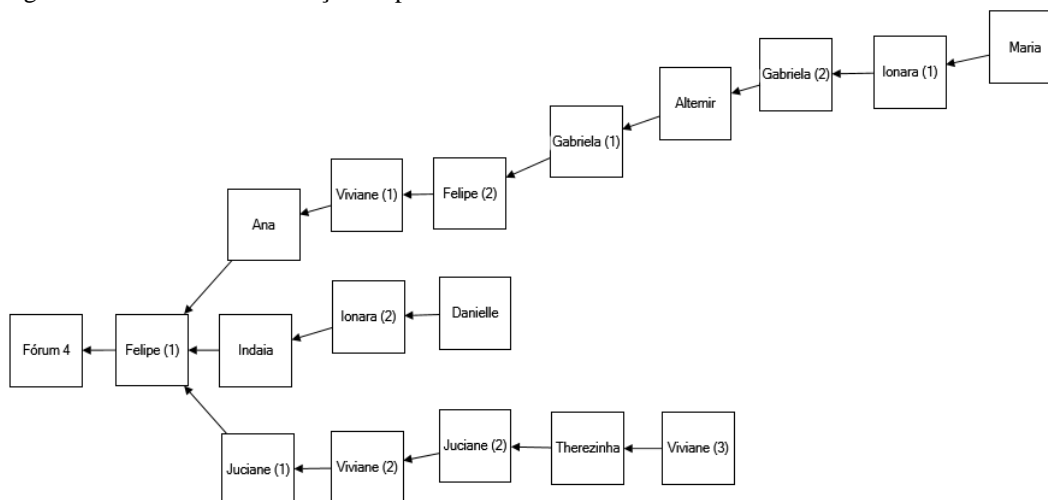 Maria
Ionara (1)
Gabriela (2)
Altemir
Gabriela (1)
Felipe (2)
Viviane (1)
Ana
Danielle
Ionara (2)
Indaia
Felipe (1)
Fórum 4
Juciane (1)
Viviane (2)
Juciane (2)
Therezinha
Viviane (3)